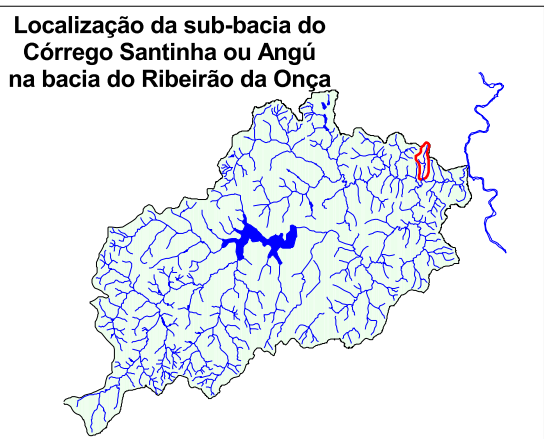 Localização da sub-bacia do
Córrego Santinha ou Angú
na bacia do Ribeirão da Onça